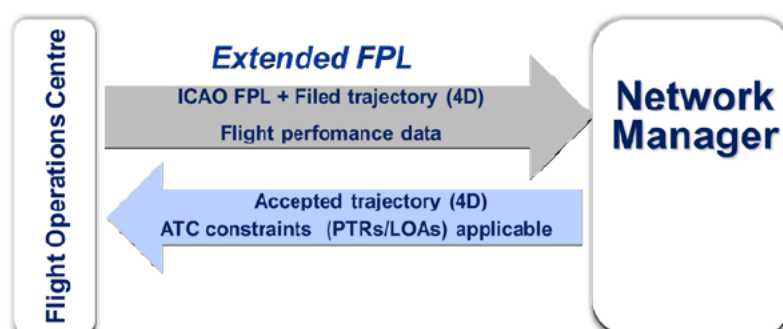 Flight Operations Centre
Extended FPL
ICAO FPL + Filed trajectory (4D)
Flight perfomance data
Accepted trajectory (4D)
ATC constraints (PTRs/LOAs) applicable
Network
Manager